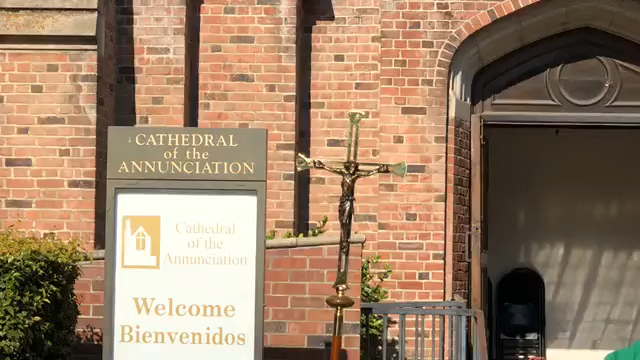 CATHEDRAL
of the
ANNUNCIATION
Cathedral
of the
Annunciation
Welcome
Bienvenidos